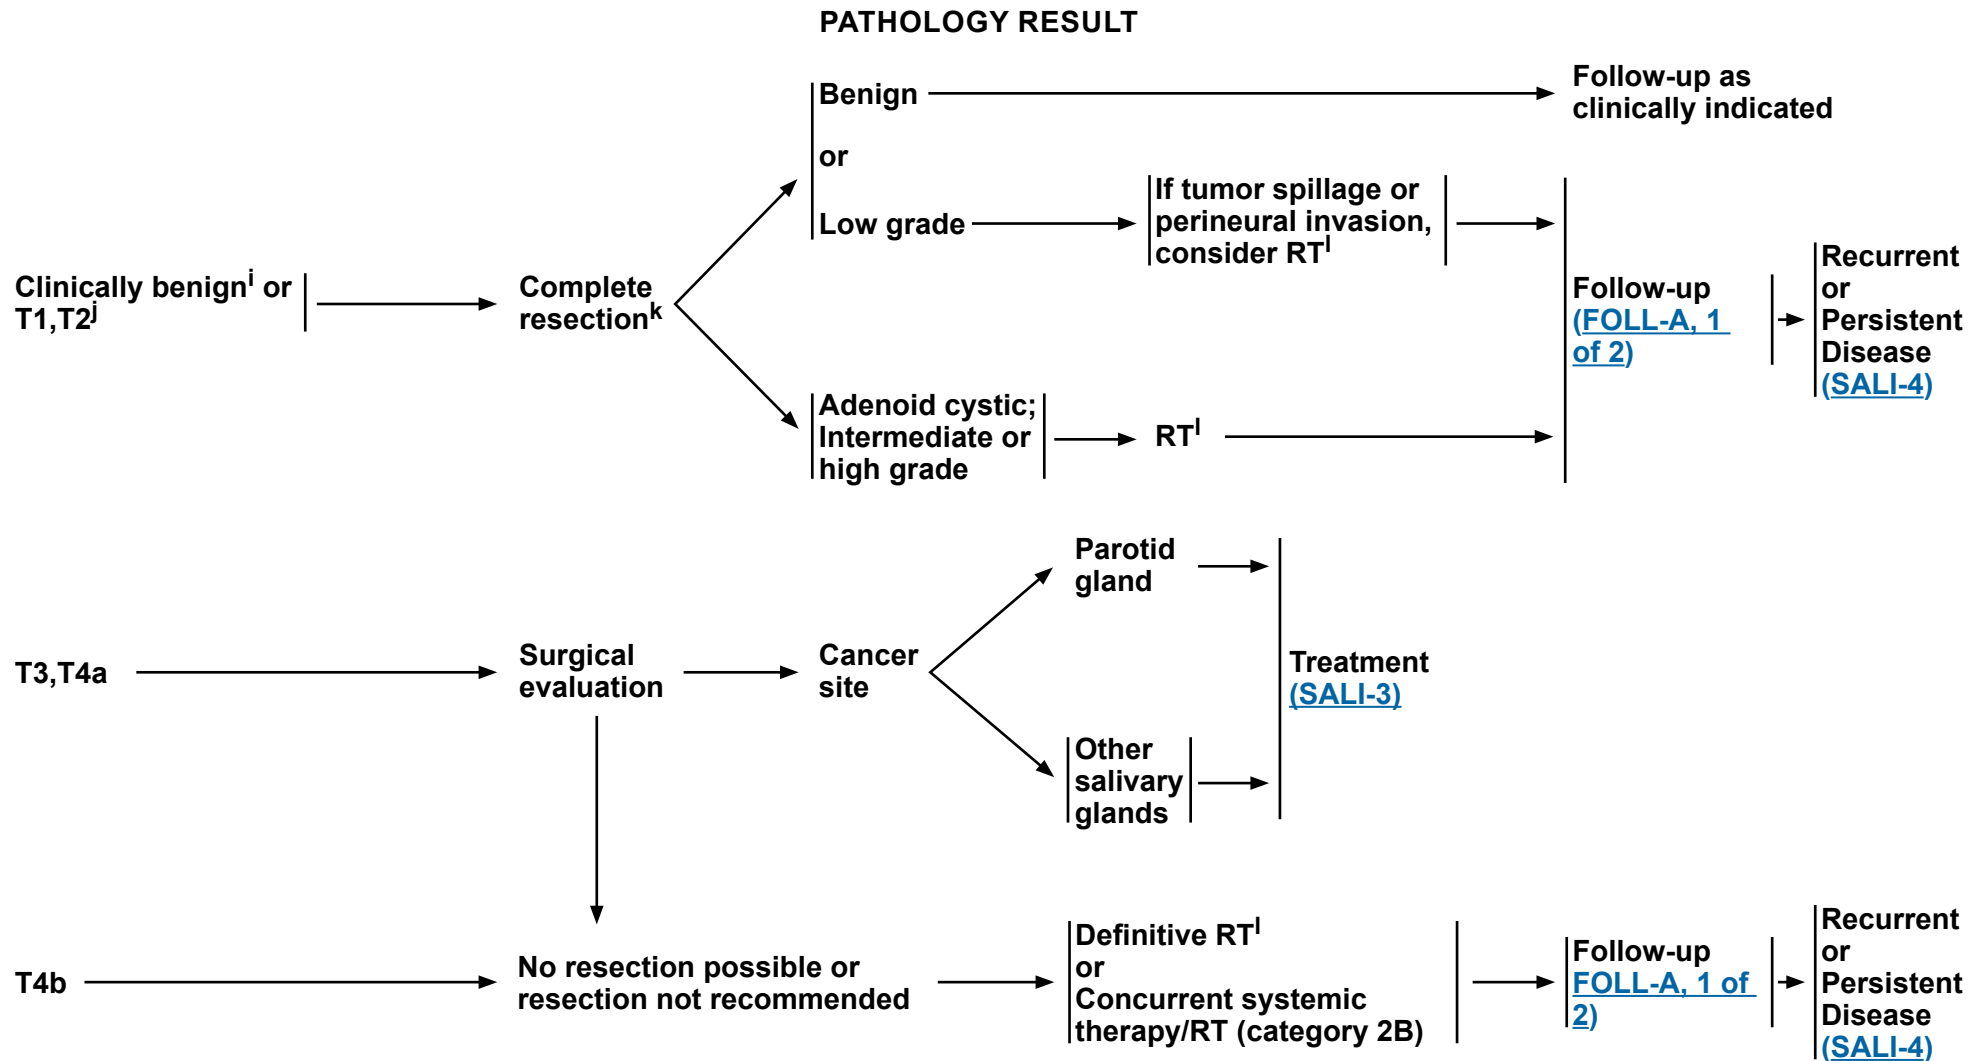 PATHOLOGY RESULT
Benign
Follow-up as
clinically indicated
or
Low grade
If tumor spillage or
perineural invasion,
consider RTˡ
Clinically benignⁱ or
T1,T2ʲ
Complete
resectionᵏ
Follow-up
(FOLL-A, 1
of 2)
Recurrent
or
Persistent
Disease
(SALI-4)
Adenoid cystic;
Intermediate or
high grade
RTˡ
T3,T4a
Surgical
evaluation
Cancer
site
Parotid
gland
Other
salivary
glands
Treatment
(SALI-3)
T4b
No resection possible or
resection not recommended
Definitive RTˡ
or
Concurrent systemic
therapy/RT (category 2B)
Follow-up
FOLL-A, 1 of
2)
Recurrent
or
Persistent
Disease
(SALI-4)